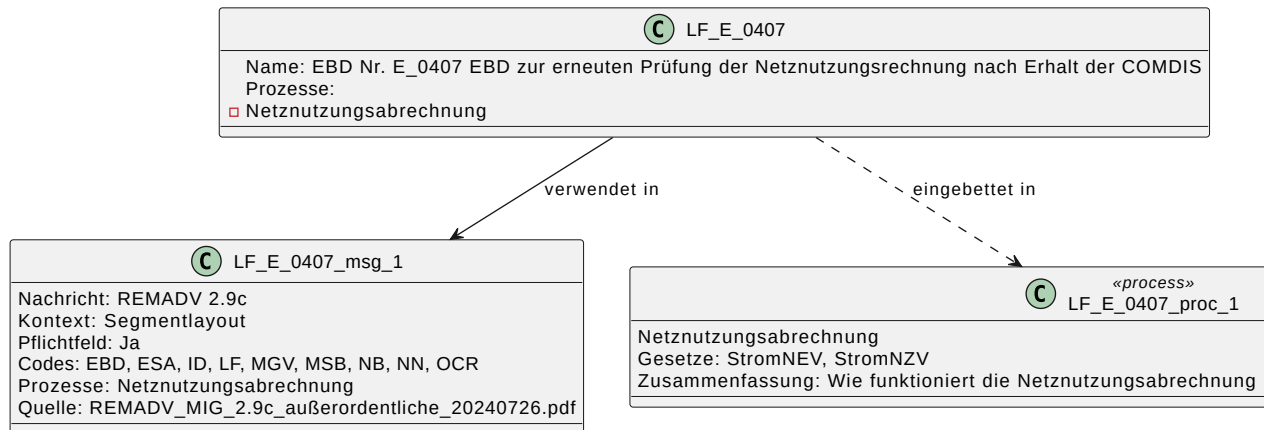 C LF_E_0407
Name: EBD Nr. E_0407 EBD zur erneuten Prüfung der Netznutzungsrechnung nach Erhalt der COMDIS
Prozesse:
Netznutzungsabrechnung
verwendet in
eingebettet in
C LF_E_0407_msg_1
Nachricht: REMADV 2.9c
Kontext: Segmentlayout
Pflichtfeld: Ja
Codes: EBD, ESA, ID, LF, MGV, MSB, NB, NN, OCR
Prozesse: Netznutzungsabrechnung
Quelle: REMADV_MIG_2.9c_außerordentliche_20240726.pdf
«process»
C LF_E_0407_proc_1
Netznutzungsabrechnung
Gesetze: StromNEV, StromNZV
Zusammenfassung: Wie funktioniert die Netznutzungsabrechnung